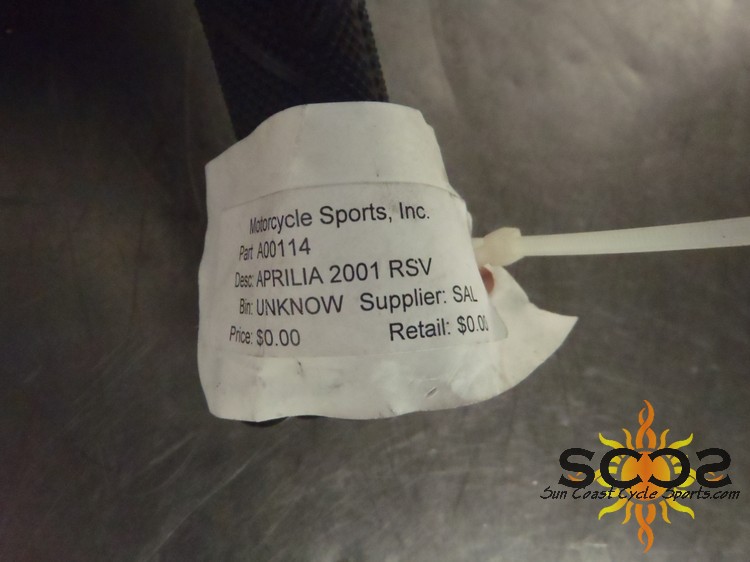 Motorcycle Sports, Inc.
Part A00114
Desc: APRILIA 2001 RSV
Bin: UNKNOW Supplier: SAL
Price: $0.00 Retail: $0.00
SCCS
Sun Coast Cycle Sports.com